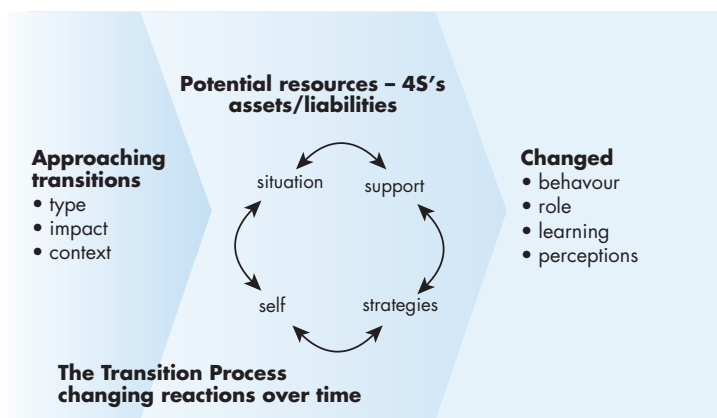 Potential resources – 4S's
assets/liabilities
Approaching
transitions
• type
• impact
• context
situation
support
self
strategies
Changed
• behavour
• role
• learning
• perceptions
The Transition Process
changing reactions over time